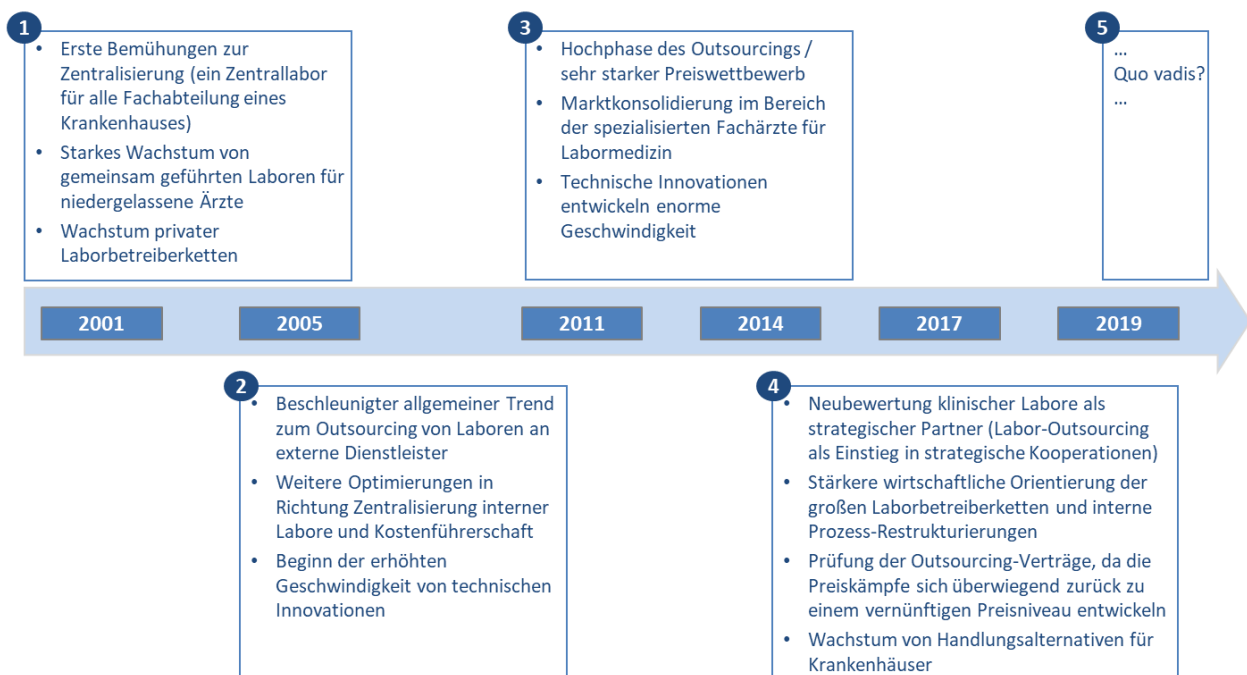 1
• Erste Bemühungen zur
Zentralisierung (ein Zentrallabor
für alle Fachabteilung eines
Krankenhauses)
• Starkes Wachstum von
gemeinsam geführten Laboren für
niedergelassene Ärzte
• Wachstum privater
Laborbetreiberketten
3
• Hochphase des Outsourcings /
sehr starker Preiswettbewerb
• Marktkonsolidierung im Bereich
der spezialisierten Fachärzte für
Labormedizin
• Technische Innovationen
entwickeln enorme
Geschwindigkeit
5
...
Quo vadis?
...
2001
2005
2011
2014
2017
2019
2
• Beschleunigter allgemeiner Trend
zum Outsourcing von Laboren an
externe Dienstleister
• Weitere Optimierungen in
Richtung Zentralisierung interner
Labore und Kostenführerschaft
• Beginn der erhöhten
Geschwindigkeit von technischen
Innovationen
4
• Neubewertung klinischer Labore als
strategischer Partner (Labor-Outsourcing
als Einstieg in strategische Kooperationen)
• Stärkere wirtschaftliche Orientierung der
großen Laborbetreiberketten und interne
Prozess-Restrukturierungen
• Prüfung der Outsourcing-Verträge, da die
Preiskämpfe sich überwiegend zurück zu
einem vernünftigen Preisniveau entwickeln
• Wachstum von Handlungsalternativen für
Krankenhäuser